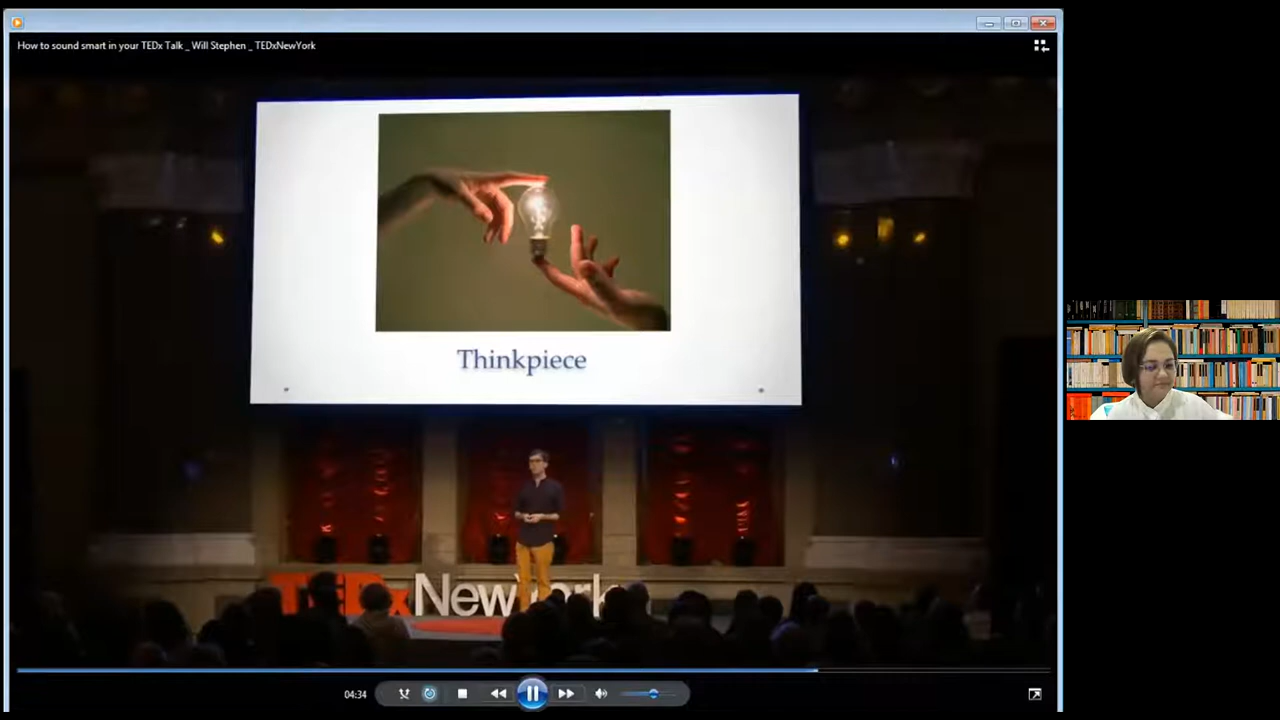 How to sound smart in your TEDx Talk _ Will Stephen _ TEDxNewYork
Thinkpiece
TEDxNewYork
04:34